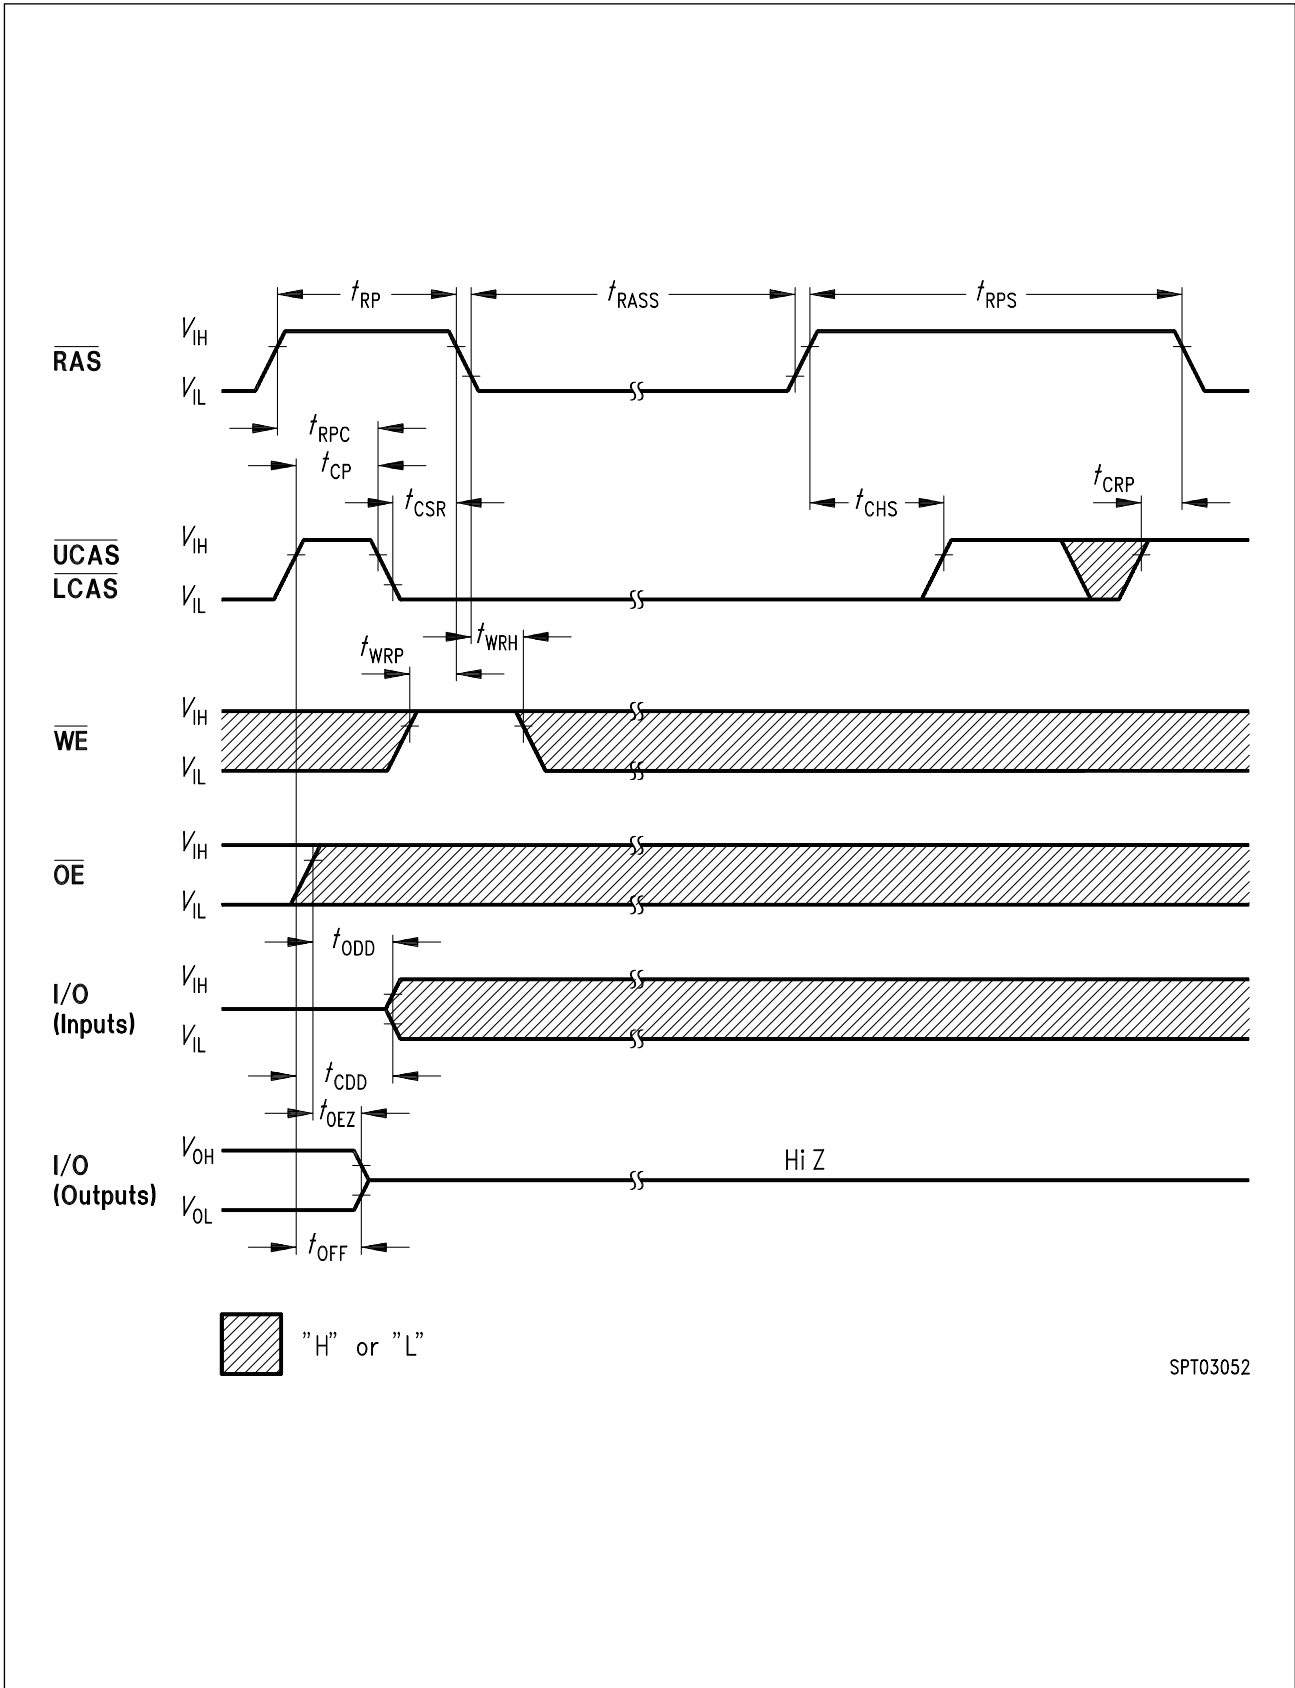 tRP tRASS tRPS
VIH
RAS
VIL
tRPC
tCP
tCSR tCHS tCRP
VIH
UCAS
LCAS
VIL
tWRH
tWRP
VIH
WE
VIL
VIH
OE
VIL
tODD
VIH
I/O
(Inputs)
VIL
tCDD
tOEZ
VOH
I/O
(Outputs)
Hi Z
VOL
tOFF
"H" or "L"
SPT03052